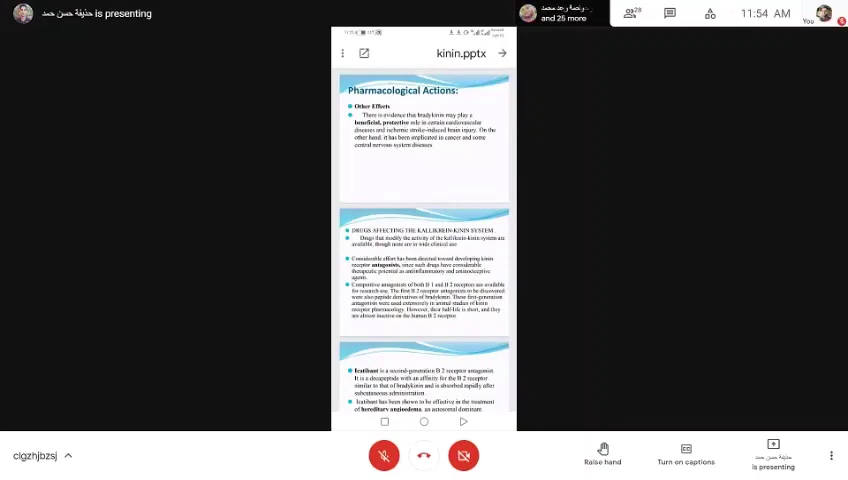 حذيفة حسن حمد is presenting
and 25 more
28
11:54 AM
You
kinin.pptx
Pharmacological Actions:
Other Effects
There is evidence that bradykinin may play a
beneficial, protective role in certain cardiovascular
diseases and ischemic stroke-induced brain injury. On the
other hand, it has been implicated in cancer and some
central nervous system diseases
DRUGS AFFECTING THE KALLIKREIN-KININ SYSTEM
Drugs that modify the activity of the kallikrein-kinin system are
available, though none are in wide clinical use
Considerable effort has been directed toward developing kinin
receptor antagonists, since such drugs have considerable
therapeutic potential as antiinflammatory and antinociceptive
agents.
Competitive antagonists of both B 1 and B 2 receptors are available
for research use. The first B 2 receptor antagonists to be discovered
were also peptide derivatives of bradykinin. These first-generation
antagonists were used extensively in animal studies of kinin
receptor pharmacology. However, their half-life is short, and they
are almost inactive on the human B 2 receptor.
Icatibant is a second-generation B 2 receptor antagonist.
It is a decapeptide with an affinity for the B 2 receptor
similar to that of bradykinin and is absorbed rapidly after
subcutaneous administration.
Icatibant has been shown to be effective in the treatment
of hereditary angioedema, an autosomal dominant
clgzhjbzsj
Raise hand
Turn on captions
حذيفة حسن حمد
is presenting